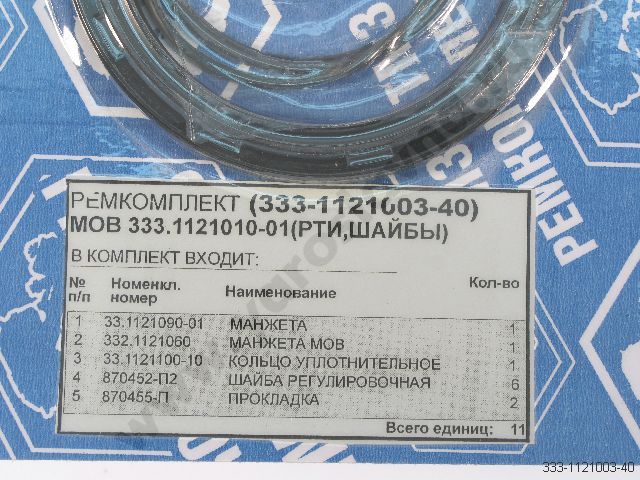 РЕМКОМПЛЕКТ (333-1121003-40)
МОВ 333.1121010-01(РТИ,ШАЙБЫ)
В КОМПЛЕКТ ВХОДИТ:
№ п/п Номенкл. номер Наименование Кол-во
1 33.1121090-01 МАНЖЕТА 1
2 332.1121060 МАНЖЕТА МОВ 1
3 33.1121100-10 КОЛЬЦО УПЛОТНИТЕЛЬНОЕ 1
4 870452-П2 ШАЙБА РЕГУЛИРОВОЧНАЯ 6
5 870455-П ПРОКЛАДКА 2
Всего единиц: 11
333-1121003-40